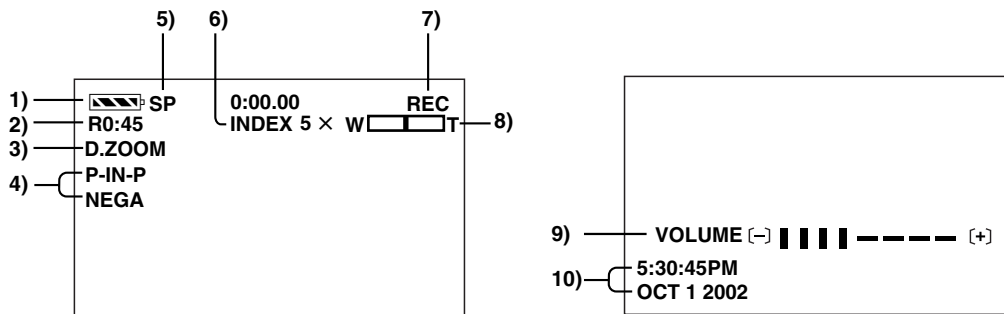 5) 6) 7)
1) SP 0:00.00 REC
2) R0:45 INDEX 5 × W T 8)
3) D.ZOOM
4) P-IN-P
NEGA
9) VOLUME [−] [+]
10) 5:30:45PM
OCT 1 2002